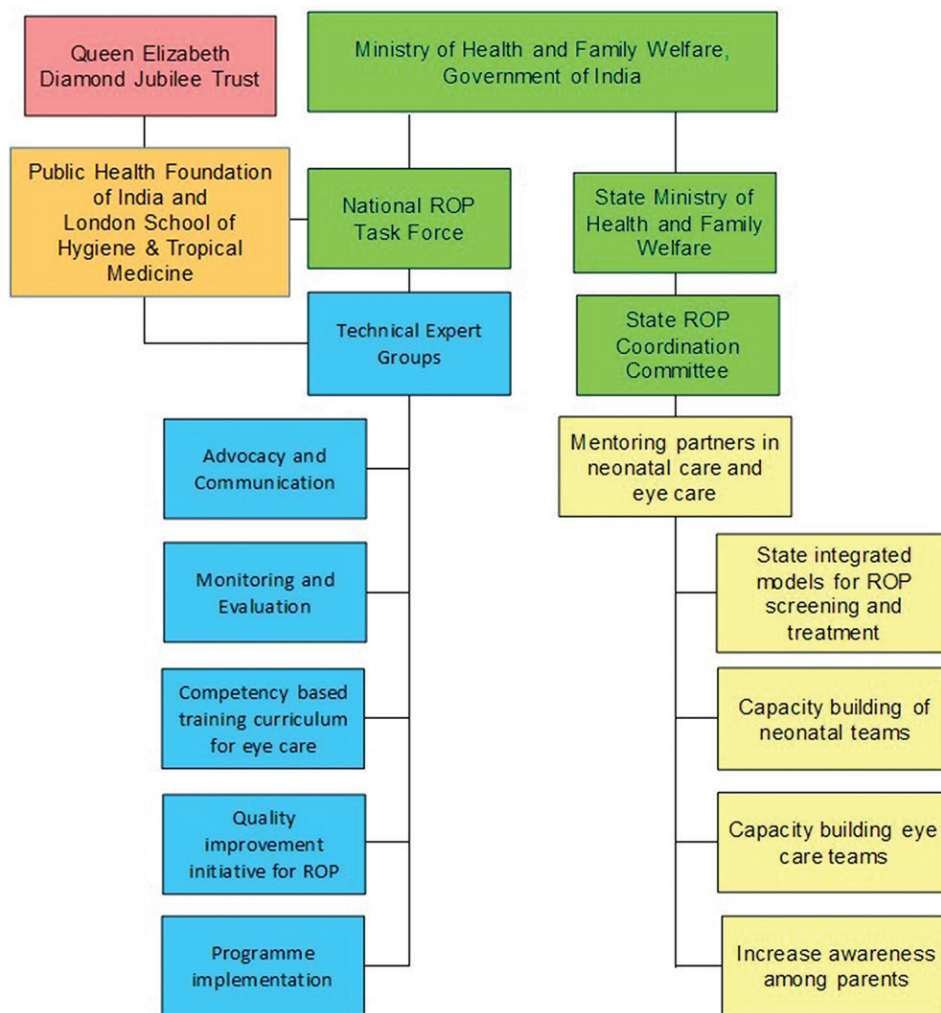 Queen Elizabeth
Diamond Jubilee Trust
Ministry of Health and Family Welfare,
Government of India
Public Health Foundation
of India and
London School of
Hygiene & Tropical
Medicine
National ROP
Task Force
State Ministry of
Health and Family
Welfare
Technical Expert
Groups
State ROP
Coordination
Committee
Advocacy and
Communication
Monitoring and
Evaluation
Competency based
training curriculum
for eye care
Quality
improvement
initiative for ROP
Programme
implementation
Mentoring partners in
neonatal care and
eye care
State integrated
models for ROP
screening and
treatment
Capacity building of
neonatal teams
Capacity building eye
care teams
Increase awareness
among parents